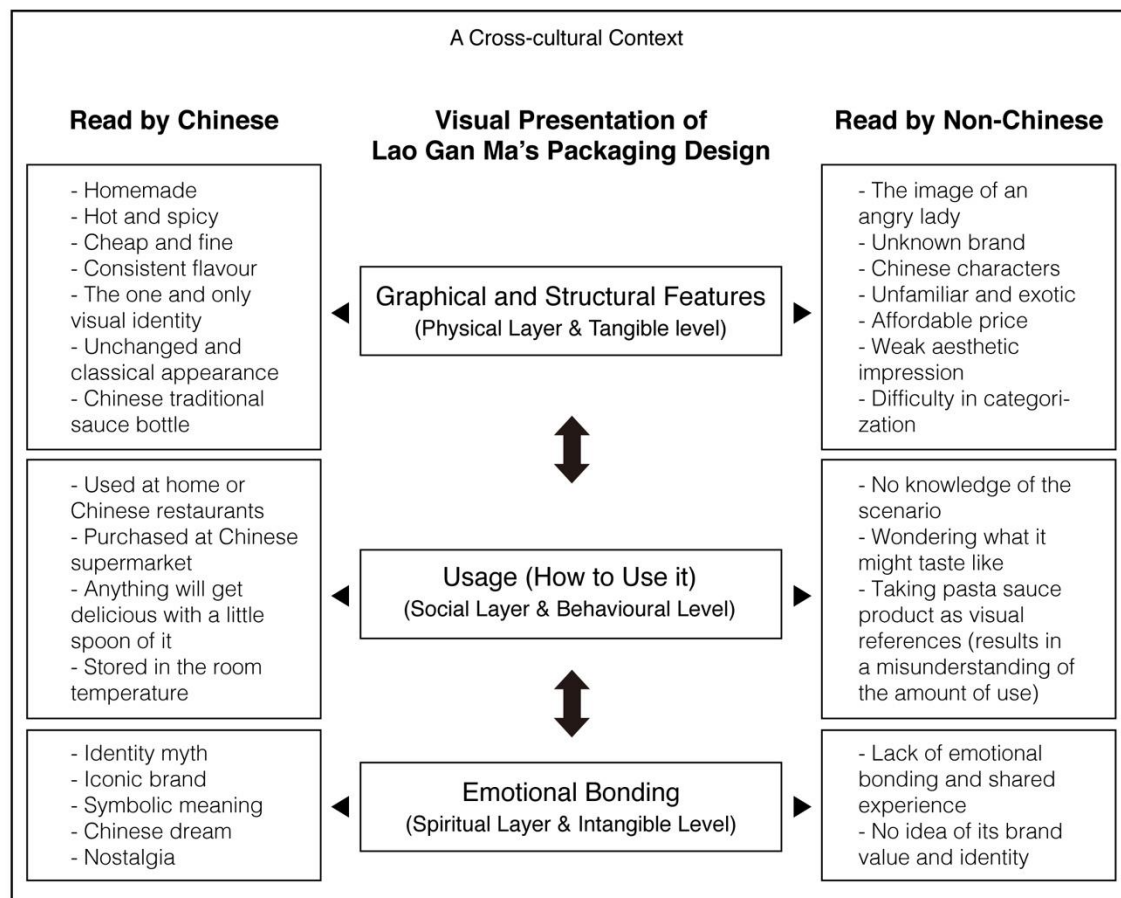 A Cross-cultural Context
Read by Chinese
Visual Presentation of
Lao Gan Ma's Packaging Design
Read by Non-Chinese
- Homemade
- Hot and spicy
- Cheap and fine
- Consistent flavour
- The one and only
visual identity
- Unchanged and
classical appearance
- Chinese traditional
sauce bottle
Graphical and Structural Features
(Physical Layer & Tangible level)
- The image of an
angry lady
- Unknown brand
- Chinese characters
- Unfamiliar and exotic
- Affordable price
- Weak aesthetic
impression
- Difficulty in categori-
zation
- Used at home or
Chinese restaurants
- Purchased at Chinese
supermarket
- Anything will get
delicious with a little
spoon of it
- Stored in the room
temperature
Usage (How to Use it)
(Social Layer & Behavioural Level)
- No knowledge of the
scenario
- Wondering what it
might taste like
- Taking pasta sauce
product as visual
references (results in
a misunderstanding of
the amount of use)
- Identity myth
- Iconic brand
- Symbolic meaning
- Chinese dream
- Nostalgia
Emotional Bonding
(Spiritual Layer & Intangible Level)
- Lack of emotional
bonding and shared
experience
- No idea of its brand
value and identity